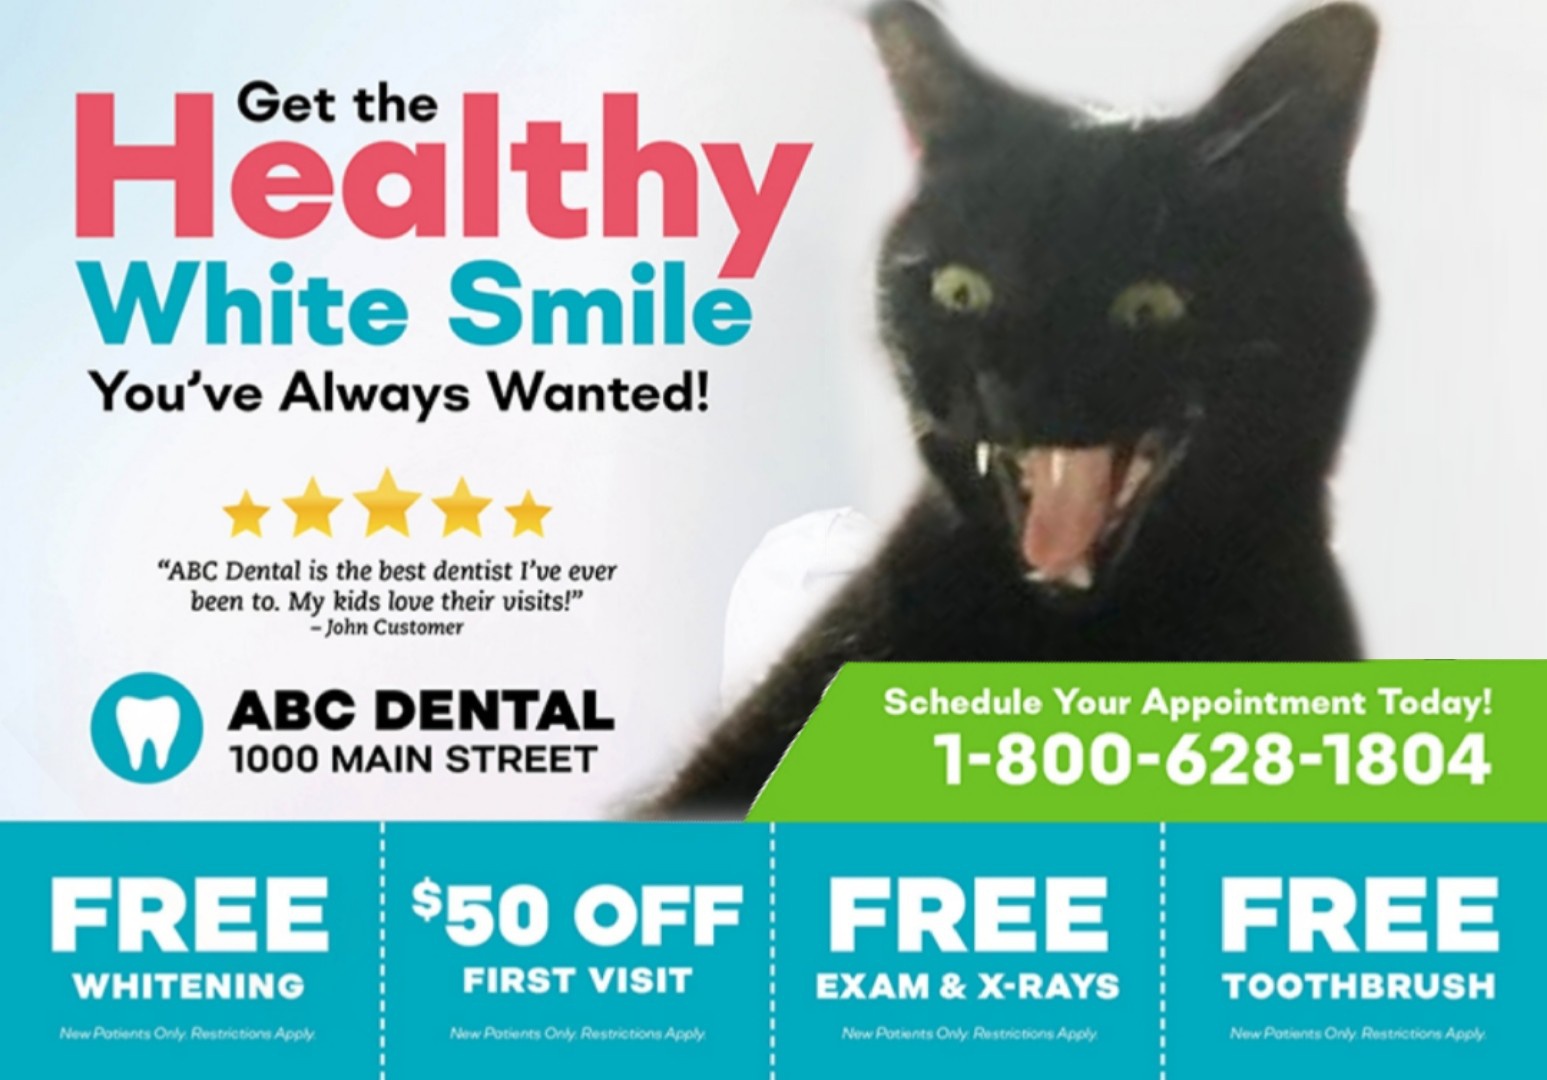 Get the
Healthy
White Smile
You've Always Wanted!
"ABC Dental is the best dentist I've ever
been to. My kids love their visits!"
– John Customer
ABC DENTAL
1000 MAIN STREET
Schedule Your Appointment Today!
1-800-628-1804
FREE
WHITENING
New Patients Only. Restrictions Apply.
$50 OFF
FIRST VISIT
New Patients Only. Restrictions Apply.
FREE
EXAM & X-RAYS
New Patients Only. Restrictions Apply.
FREE
TOOTHBRUSH
New Patients Only. Restrictions Apply.